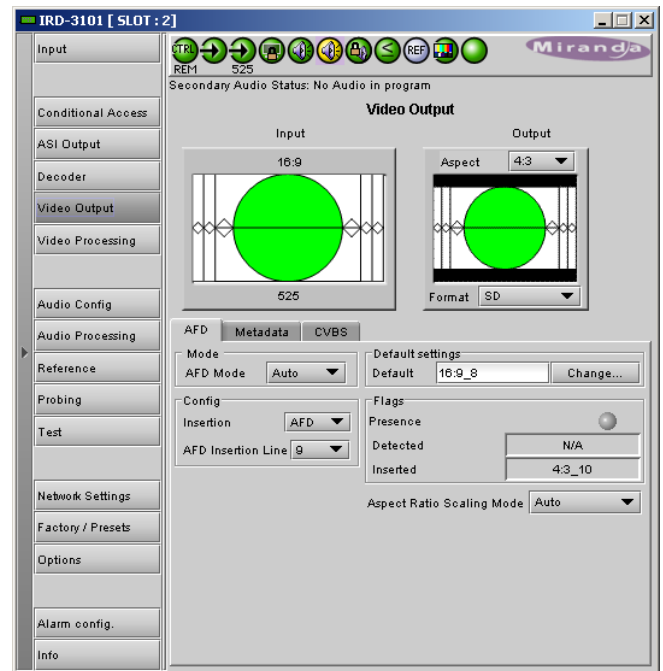 IRD-3101 [ SLOT : 2]
Input
Conditional Access
ASI Output
Decoder
Video Output
Video Processing
Audio Config
Audio Processing
Reference
Probing
Test
Network Settings
Factory / Presets
Options
Alarm config.
Info
CTRL
REM
525
REF
Miranda
Secondary Audio Status: No Audio in program
Video Output
Input
16:9
525
Output
Aspect 4:3
Format SD
AFD Metadata CVBS
Mode
AFD Mode Auto
Default settings
Default 16:9_8 Change...
Config
Insertion AFD
AFD Insertion Line 9
Flags
Presence
Detected N/A
Inserted 4:3_10
Aspect Ratio Scaling Mode Auto